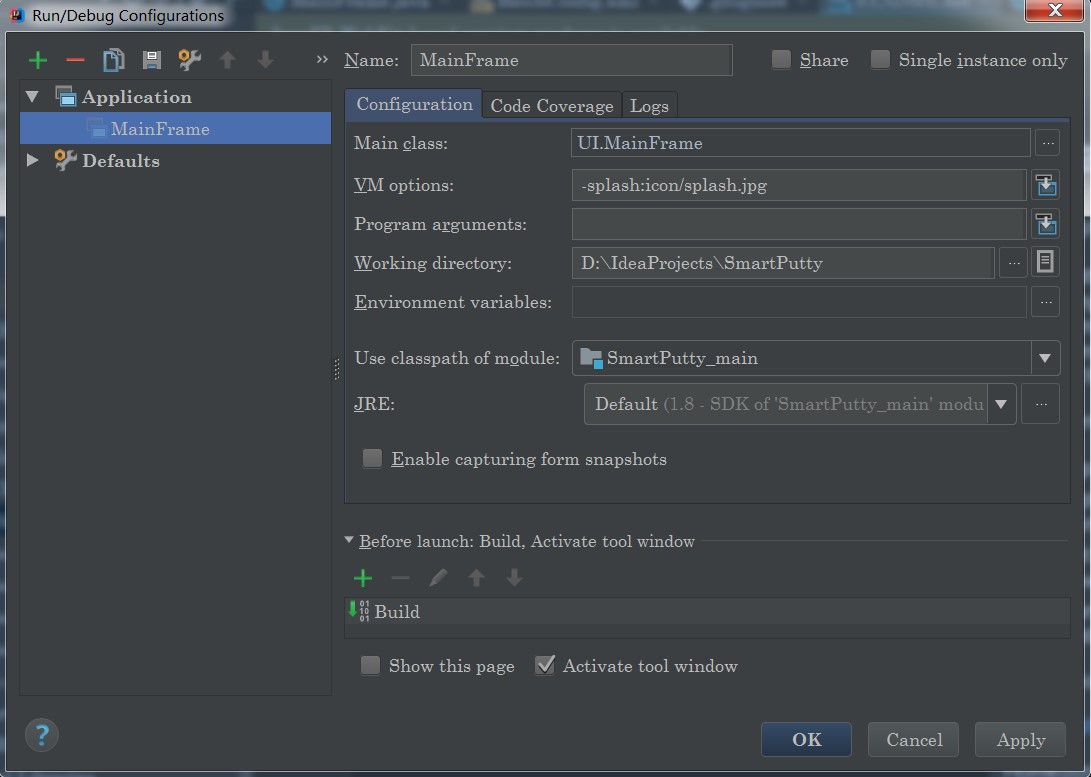 Run/Debug Configurations
Name: MainFrame Share Single instance only
Application
MainFrame
Defaults
Configuration Code Coverage Logs
Main class: UI.MainFrame ...
VM options: -splash:icon/splash.jpg
Program arguments:
Working directory: D:\IdeaProjects\SmartPutty ...
Environment variables: ...
Use classpath of module: SmartPutty_main
JRE: Default (1.8 - SDK of 'SmartPutty_main' modu ...
Enable capturing form snapshots
Before launch: Build, Activate tool window
Build
Show this page Activate tool window
? OK Cancel Apply